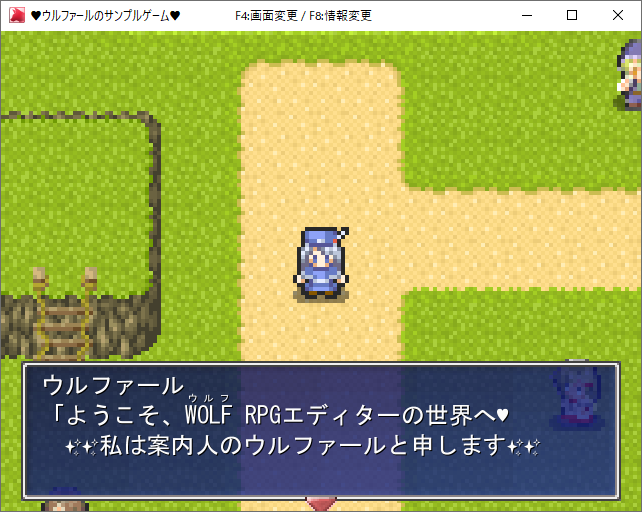 ♥ウルファールのサンプルゲーム♥ F4:画面変更 / F8:情報変更
ウルファール
ウルフ
「ようこそ、WOLF RPGエディターの世界へ♥
✨私は案内人のウルファールと申します✨